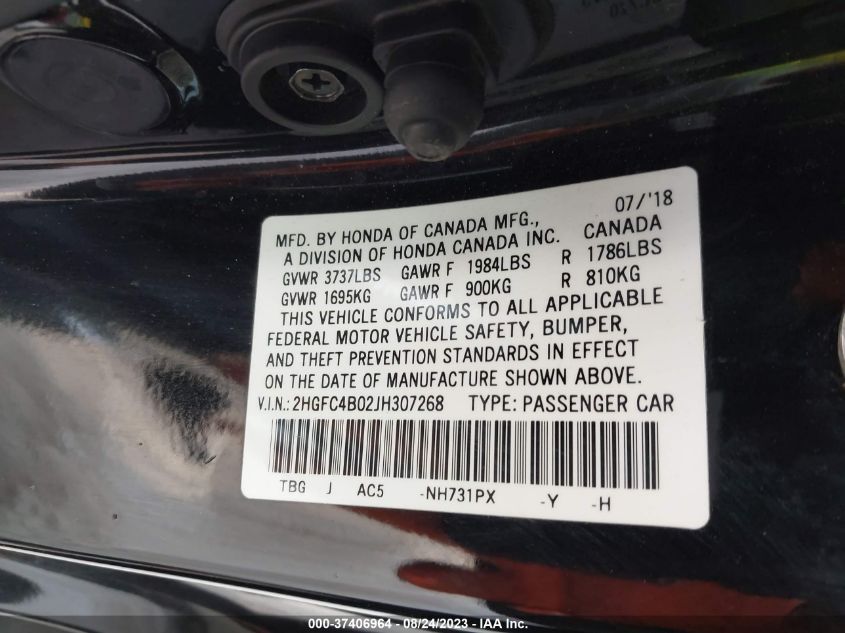 07/'18
MFD. BY HONDA OF CANADA MFG., CANADA
A DIVISION OF HONDA CANADA INC.
GVWR 3737LBS GAWR F 1984LBS R 1786LBS
GVWR 1695KG GAWR F 900KG R 810KG
THIS VEHICLE CONFORMS TO ALL APPLICABLE
FEDERAL MOTOR VEHICLE SAFETY, BUMPER,
AND THEFT PREVENTION STANDARDS IN EFFECT
ON THE DATE OF MANUFACTURE SHOWN ABOVE.
V.I.N.: 2HGFC4B02JH307268 TYPE: PASSENGER CAR
TBG J AC5 -NH731PX -Y -H
000-37406964 - 08/24/2023 - IAA Inc.